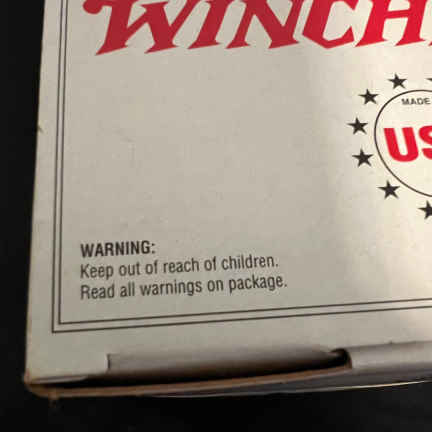 WINCH
MADE
US
WARNING:
Keep out of reach of children.
Read all warnings on package.